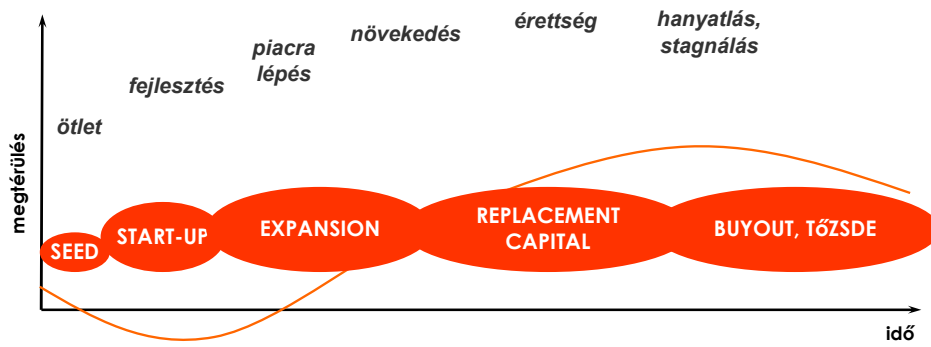 ötlet
fejlesztés
piacra
lépés
növekedés
érettség
hanyatlás,
stagnálás
megtérülés
SEED
START-UP
EXPANSION
REPLACEMENT
CAPITAL
BUYOUT, TőZSDE
idő